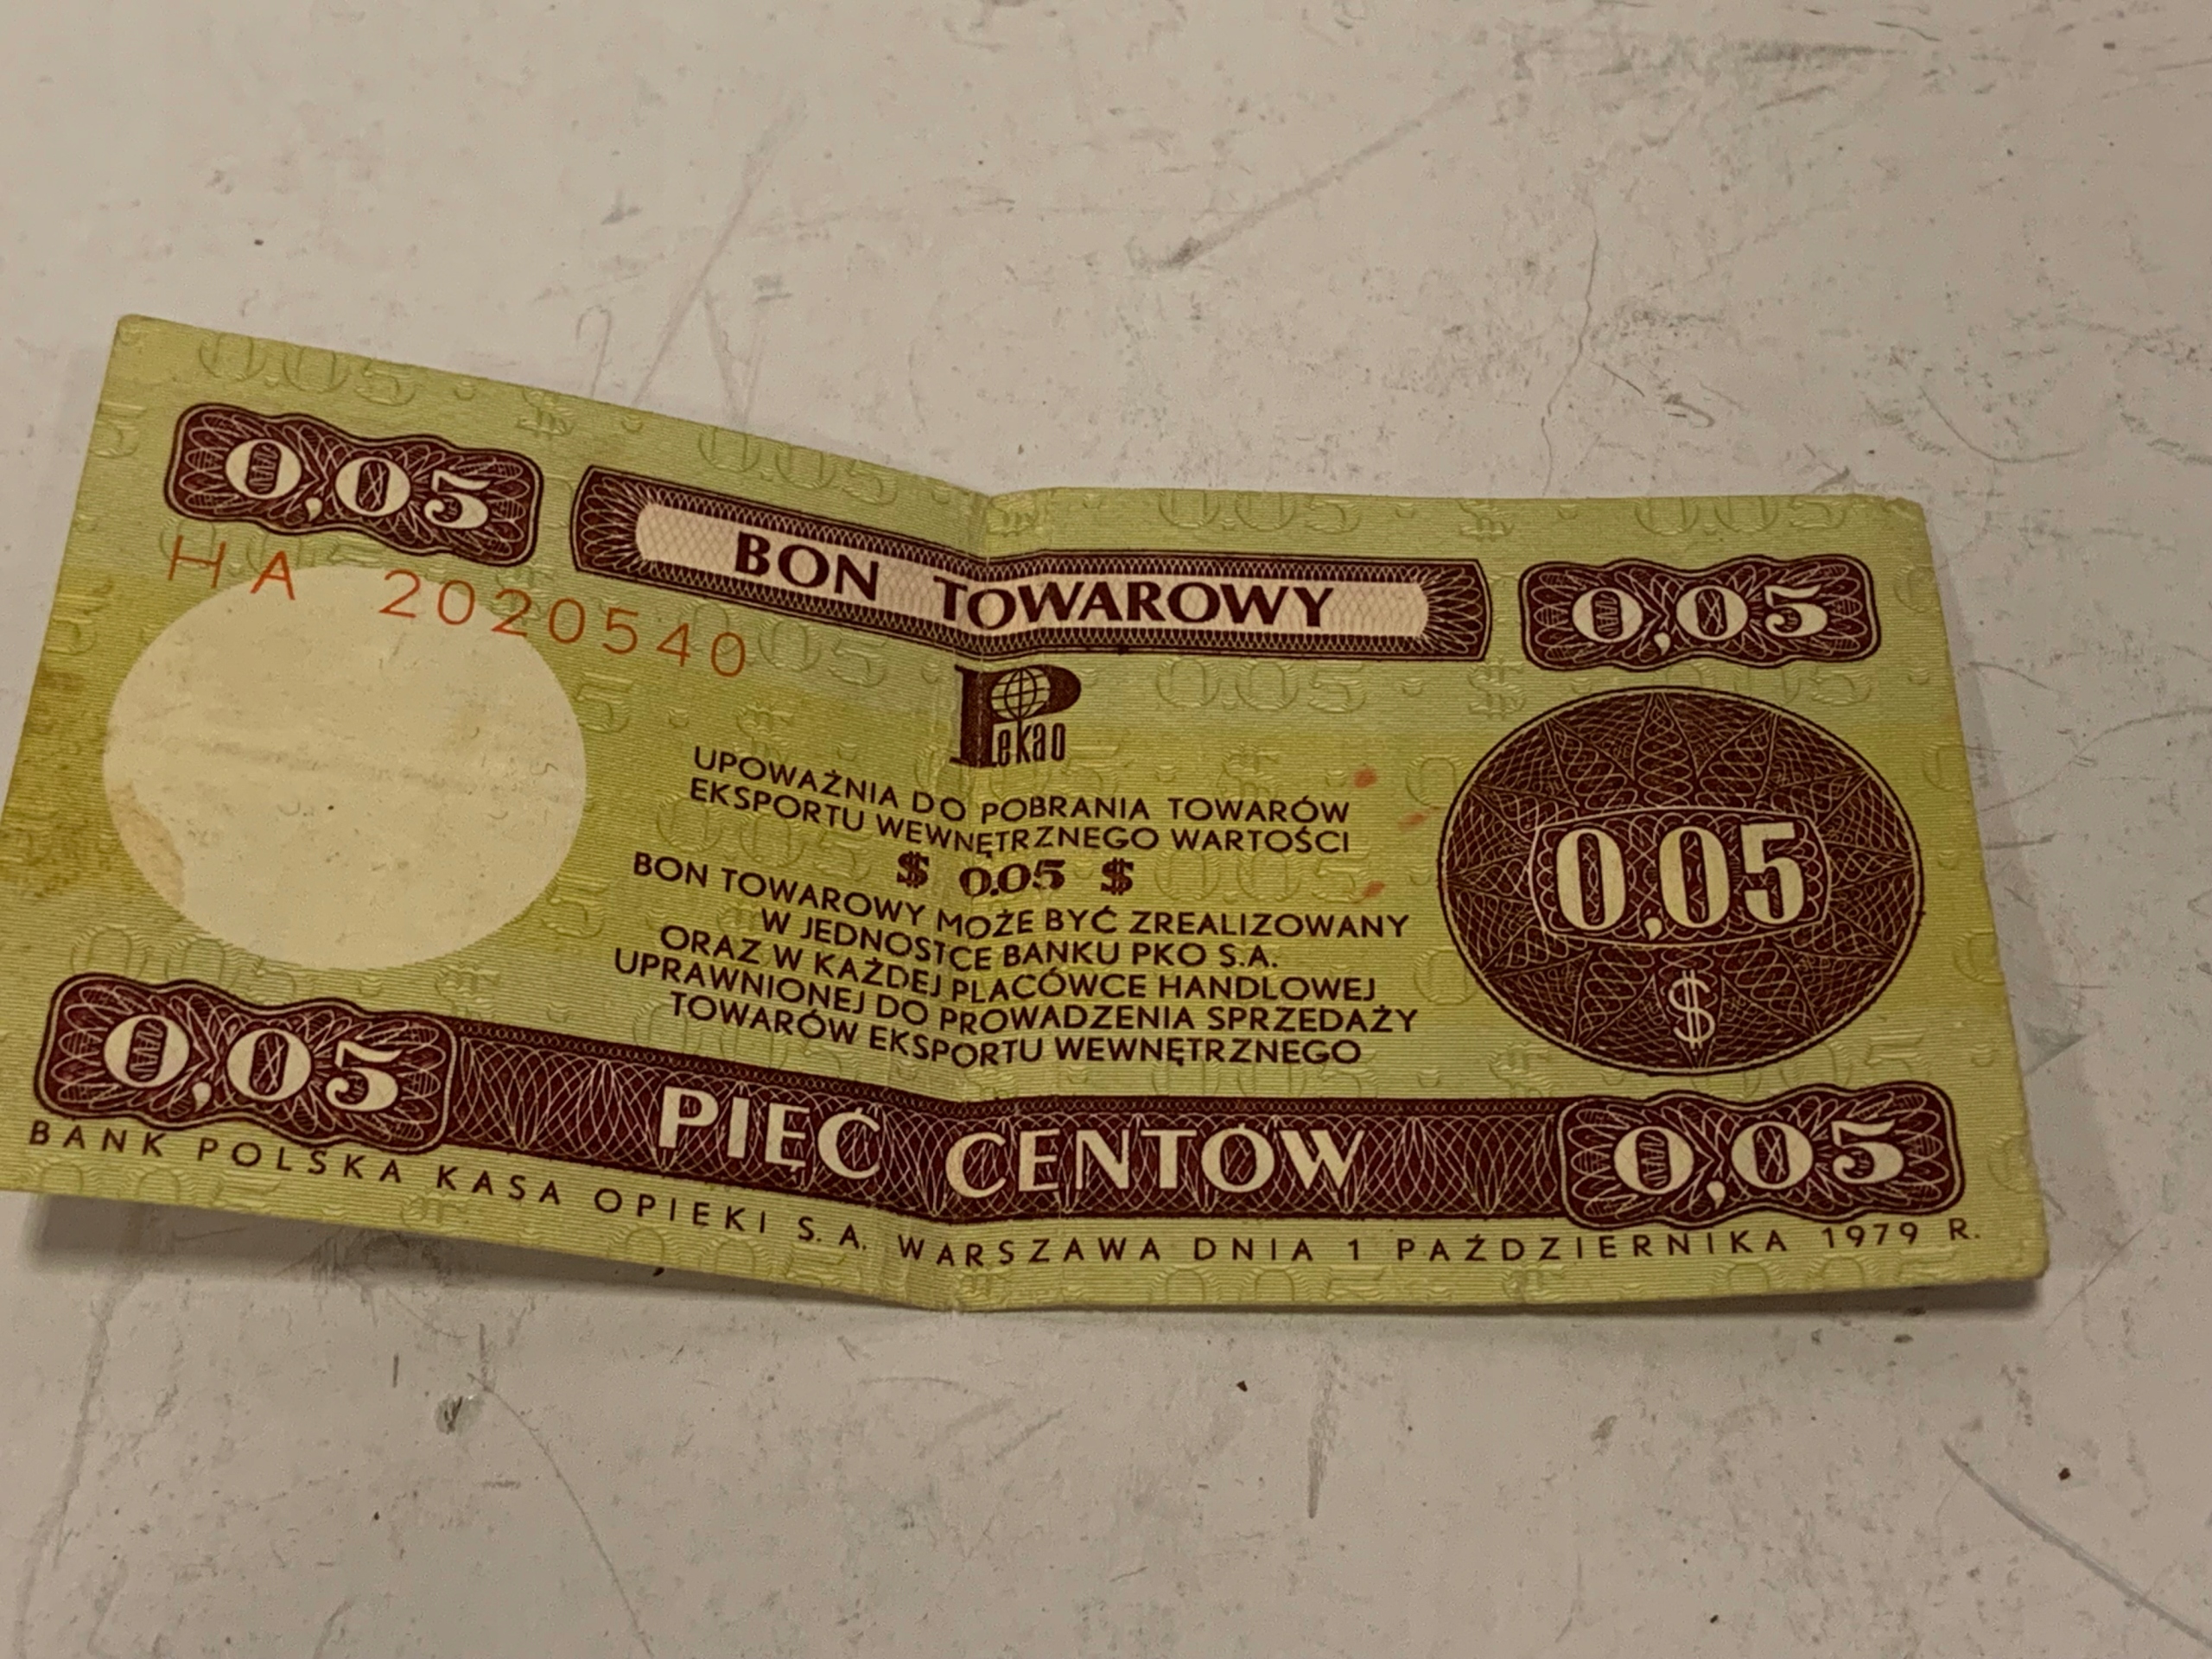 0,05
BON TOWAROWY
0,05
HA 2020540
Pekao
UPOWAŻNIA DO POBRANIA TOWARÓW
EKSPORTU WEWNĘTRZNEGO WARTOŚCI
$ 0.05 $
BON TOWAROWY MOŻE BYĆ ZREALIZOWANY
W JEDNOSTCE BANKU PKO S.A.
ORAZ W KAŻDEJ PLACÓWCE HANDLOWEJ
UPRAWNIONEJ DO PROWADZENIA SPRZEDAŻY
TOWARÓW EKSPORTU WEWNĘTRZNEGO
0,05
$
0,05
PIĘĆ CENTÓW
0,05
BANK POLSKA KASA OPIEKI S.A. WARSZAWA DNIA 1 PAŹDZIERNIKA 1979 R.